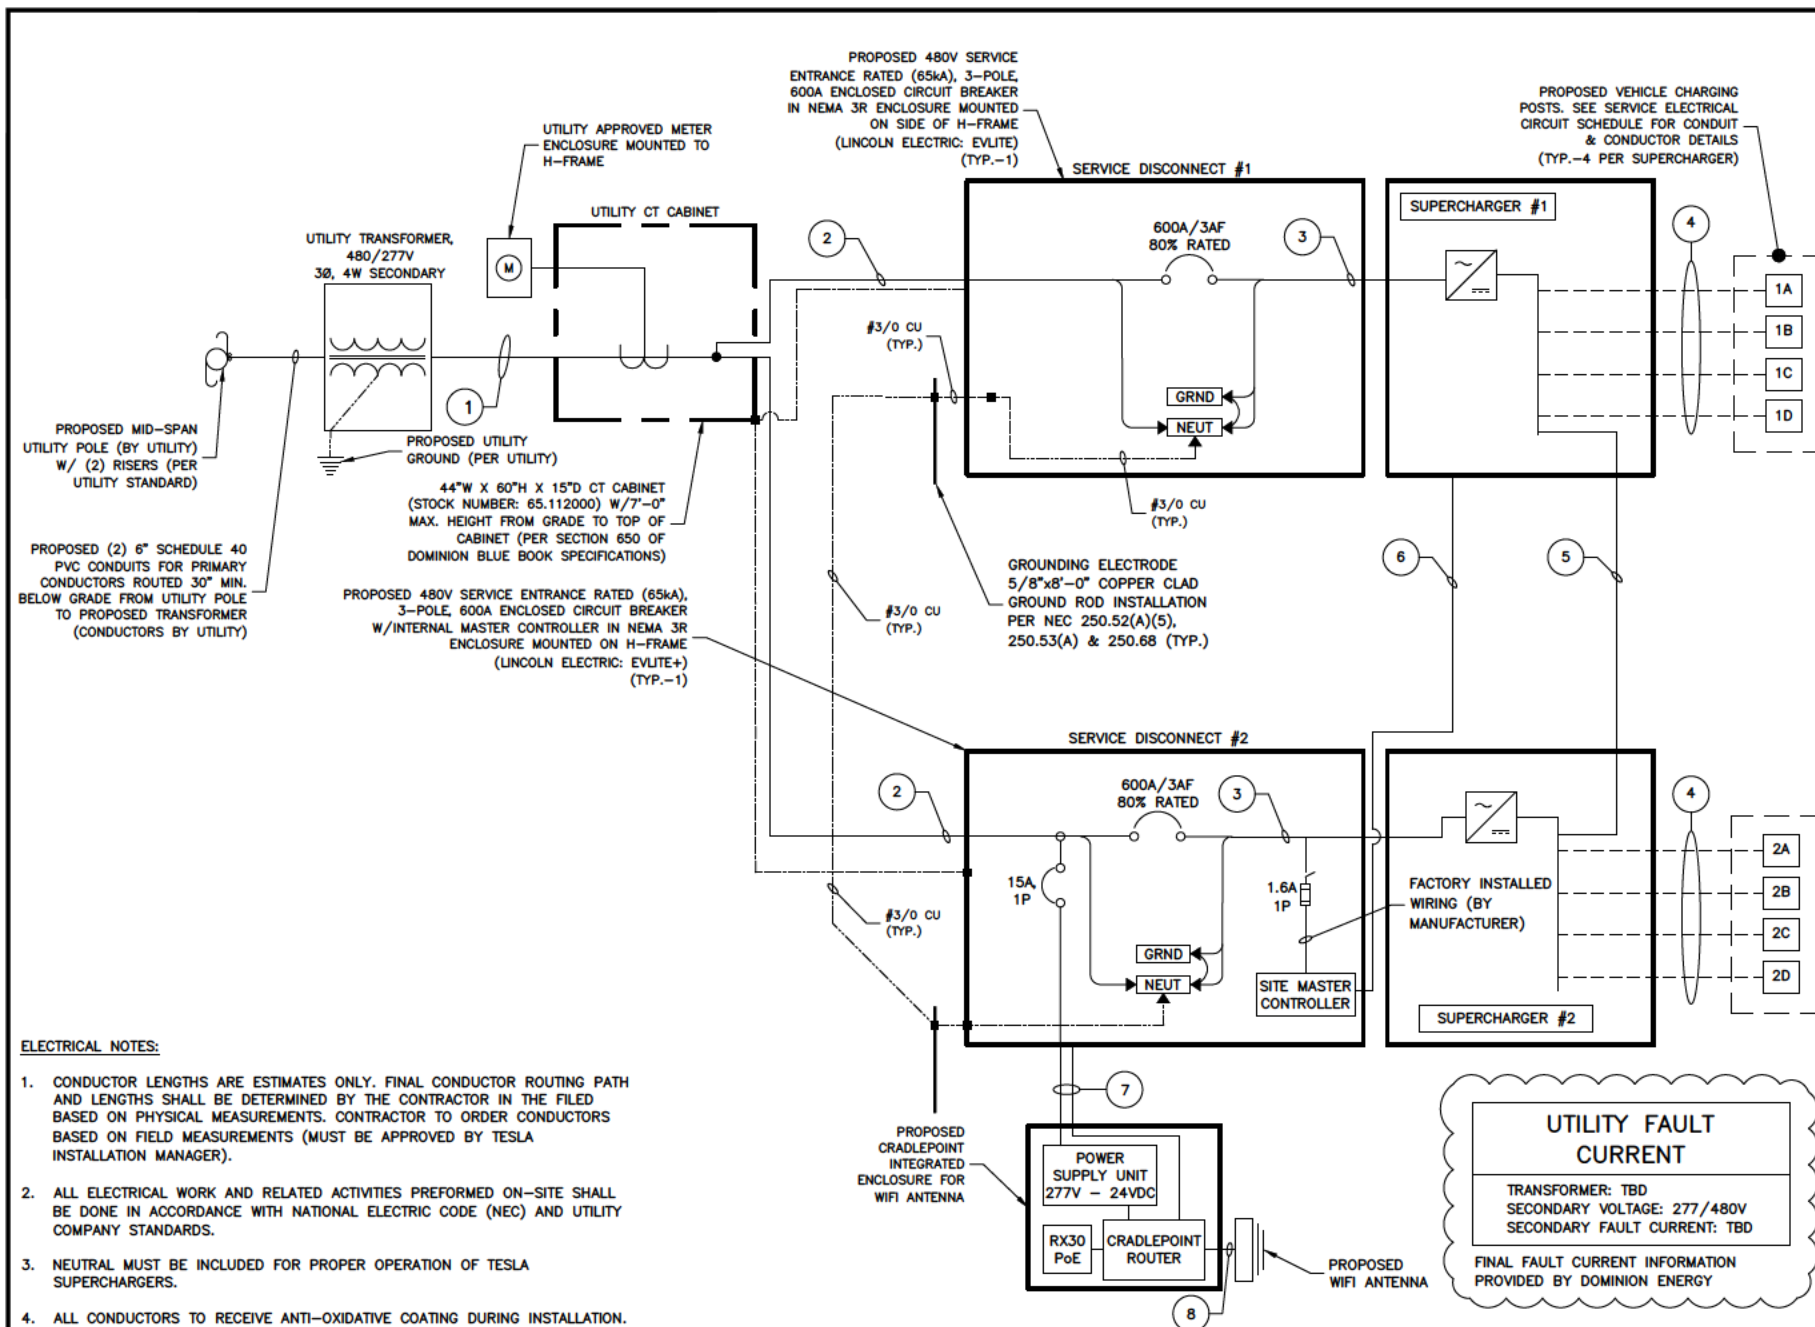 PROPOSED 480V SERVICE
ENTRANCE RATED (65kA), 3-POLE,
600A ENCLOSED CIRCUIT BREAKER
IN NEMA 3R ENCLOSURE MOUNTED
ON SIDE OF H-FRAME
(LINCOLN ELECTRIC: EVLITE)
(TYP.-1)
PROPOSED VEHICLE CHARGING
POSTS. SEE SERVICE ELECTRICAL
CIRCUIT SCHEDULE FOR CONDUIT
& CONDUCTOR DETAILS
(TYP.-4 PER SUPERCHARGER)
UTILITY APPROVED METER
ENCLOSURE MOUNTED TO
H-FRAME
SERVICE DISCONNECT #1
UTILITY CT CABINET
UTILITY TRANSFORMER,
480/277V
3Ø, 4W SECONDARY
M
2
600A/3AF
80% RATED
3
SUPERCHARGER #1
4
1A
1B
1C
1D
#3/0 CU
(TYP.)
GRND
NEUT
1
PROPOSED MID-SPAN
UTILITY POLE (BY UTILITY)
W/ (2) RISERS (PER
UTILITY STANDARD)
PROPOSED UTILITY
GROUND (PER UTILITY)
44"W X 60"H X 15"D CT CABINET
(STOCK NUMBER: 65.112000) W/7'-0"
MAX. HEIGHT FROM GRADE TO TOP OF
CABINET (PER SECTION 650 OF
DOMINION BLUE BOOK SPECIFICATIONS)
#3/0 CU
(TYP.)
PROPOSED (2) 6" SCHEDULE 40
PVC CONDUITS FOR PRIMARY
CONDUCTORS ROUTED 30" MIN.
BELOW GRADE FROM UTILITY POLE
TO PROPOSED TRANSFORMER
(CONDUCTORS BY UTILITY)
GROUNDING ELECTRODE
5/8"x8'-0" COPPER CLAD
GROUND ROD INSTALLATION
PER NEC 250.52(A)(5),
250.53(A) & 250.68 (TYP.)
6
5
PROPOSED 480V SERVICE ENTRANCE RATED (65kA),
3-POLE, 600A ENCLOSED CIRCUIT BREAKER
W/INTERNAL MASTER CONTROLLER IN NEMA 3R
ENCLOSURE MOUNTED ON H-FRAME
(LINCOLN ELECTRIC: EVLITE+)
(TYP.-1)
#3/0 CU
(TYP.)
SERVICE DISCONNECT #2
2
600A/3AF
80% RATED
3
4
15A,
1P
1.6A
1P
FACTORY INSTALLED
WIRING (BY
MANUFACTURER)
2A
2B
2C
2D
#3/0 CU
(TYP.)
GRND
NEUT
SITE MASTER
CONTROLLER
SUPERCHARGER #2
ELECTRICAL NOTES:
1. CONDUCTOR LENGTHS ARE ESTIMATES ONLY. FINAL CONDUCTOR ROUTING PATH
AND LENGTHS SHALL BE DETERMINED BY THE CONTRACTOR IN THE FILED
BASED ON PHYSICAL MEASUREMENTS. CONTRACTOR TO ORDER CONDUCTORS
BASED ON FIELD MEASUREMENTS (MUST BE APPROVED BY TESLA
INSTALLATION MANAGER).
2. ALL ELECTRICAL WORK AND RELATED ACTIVITIES PREFORMED ON-SITE SHALL
BE DONE IN ACCORDANCE WITH NATIONAL ELECTRIC CODE (NEC) AND UTILITY
COMPANY STANDARDS.
3. NEUTRAL MUST BE INCLUDED FOR PROPER OPERATION OF TESLA
SUPERCHARGERS.
4. ALL CONDUCTORS TO RECEIVE ANTI-OXIDATIVE COATING DURING INSTALLATION.
7
PROPOSED
CRADLEPOINT
INTEGRATED
ENCLOSURE FOR
WIFI ANTENNA
POWER
SUPPLY UNIT
277V - 24VDC
RX30
PoE
CRADLEPOINT
ROUTER
PROPOSED
WIFI ANTENNA
8
UTILITY FAULT
CURRENT
TRANSFORMER: TBD
SECONDARY VOLTAGE: 277/480V
SECONDARY FAULT CURRENT: TBD
FINAL FAULT CURRENT INFORMATION
PROVIDED BY DOMINION ENERGY